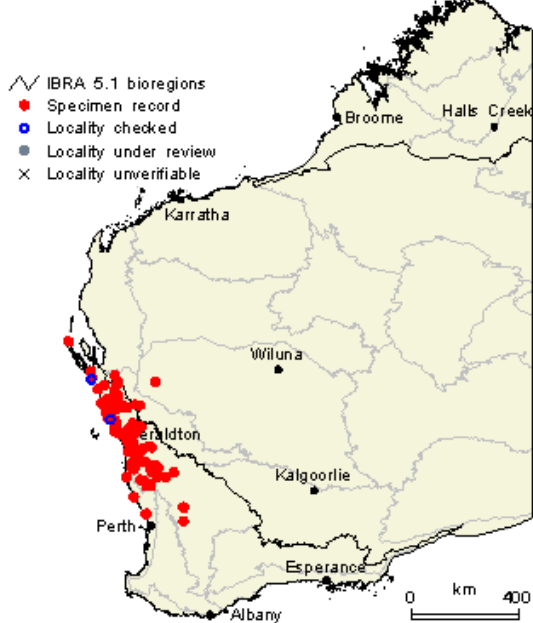 IBRA 5.1 bioregions
Specimen record
Locality checked
Locality under review
Locality unverifiable
Broome
Halls Creek
Karratha
Wiluna
eraldton
Kalgoorlie
Perth
Esperance
km
0 400
Albany